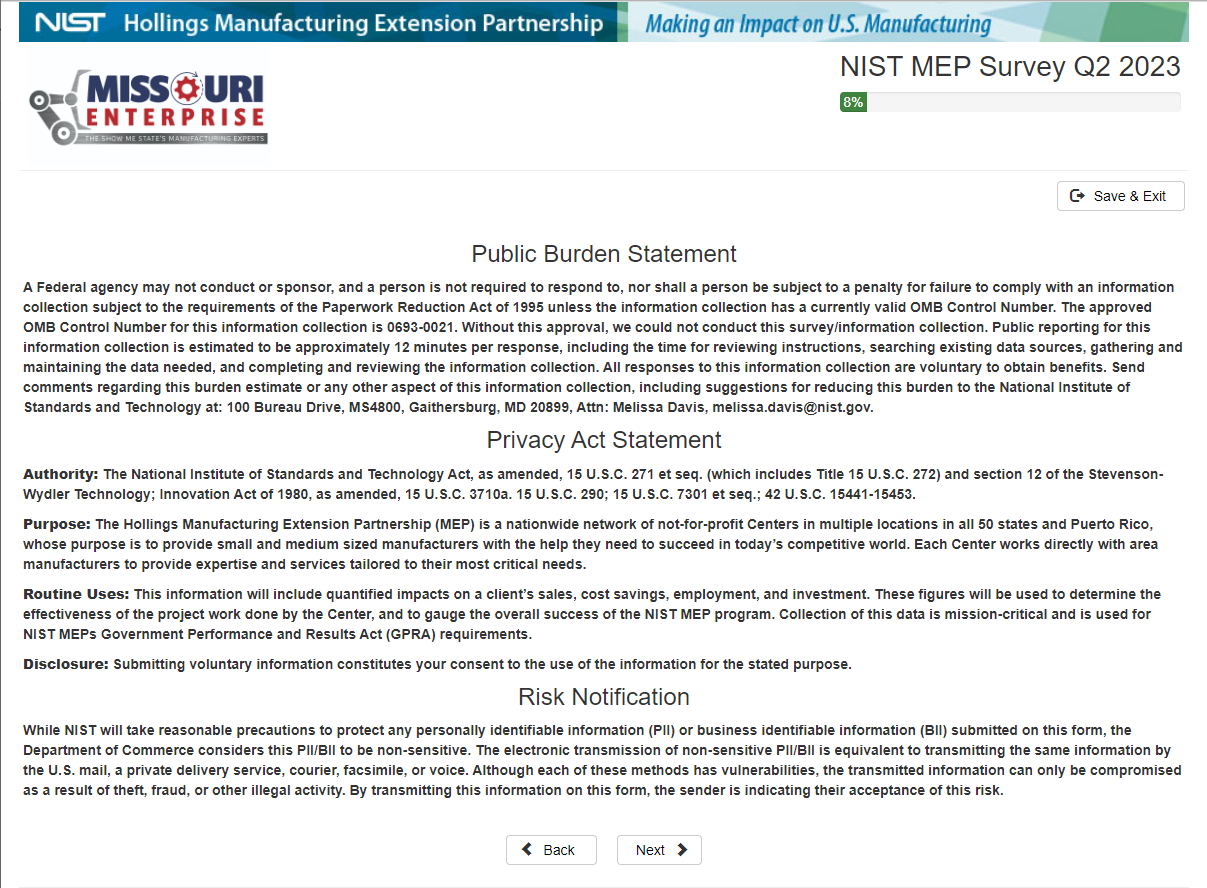 NIST Hollings Manufacturing Extension Partnership Making an Impact on U.S. Manufacturing
MISSOURI
ENTERPRISE
THE SHOW ME STATE'S MANUFACTURING EXPERTS
NIST MEP Survey Q2 2023
8%
Save & Exit
Public Burden Statement
A Federal agency may not conduct or sponsor, and a person is not required to respond to, nor shall a person be subject to a penalty for failure to comply with an information
collection subject to the requirements of the Paperwork Reduction Act of 1995 unless the information collection has a currently valid OMB Control Number. The approved
OMB Control Number for this information collection is 0693-0021. Without this approval, we could not conduct this survey/information collection. Public reporting for this
information collection is estimated to be approximately 12 minutes per response, including the time for reviewing instructions, searching existing data sources, gathering and
maintaining the data needed, and completing and reviewing the information collection. All responses to this information collection are voluntary to obtain benefits. Send
comments regarding this burden estimate or any other aspect of this information collection, including suggestions for reducing this burden to the National Institute of
Standards and Technology at: 100 Bureau Drive, MS4800, Gaithersburg, MD 20899, Attn: Melissa Davis, melissa.davis@nist.gov.
Privacy Act Statement
Authority: The National Institute of Standards and Technology Act, as amended, 15 U.S.C. 271 et seq. (which includes Title 15 U.S.C. 272) and section 12 of the Stevenson-
Wydler Technology; Innovation Act of 1980, as amended, 15 U.S.C. 3710a. 15 U.S.C. 290; 15 U.S.C. 7301 et seq.; 42 U.S.C. 15441-15453.
Purpose: The Hollings Manufacturing Extension Partnership (MEP) is a nationwide network of not-for-profit Centers in multiple locations in all 50 states and Puerto Rico,
whose purpose is to provide small and medium sized manufacturers with the help they need to succeed in today's competitive world. Each Center works directly with area
manufacturers to provide expertise and services tailored to their most critical needs.
Routine Uses: This information will include quantified impacts on a client's sales, cost savings, employment, and investment. These figures will be used to determine the
effectiveness of the project work done by the Center, and to gauge the overall success of the NIST MEP program. Collection of this data is mission-critical and is used for
NIST MEPs Government Performance and Results Act (GPRA) requirements.
Disclosure: Submitting voluntary information constitutes your consent to the use of the information for the stated purpose.
Risk Notification
While NIST will take reasonable precautions to protect any personally identifiable information (PII) or business identifiable information (BII) submitted on this form, the
Department of Commerce considers this PII/BII to be non-sensitive. The electronic transmission of non-sensitive PII/BII is equivalent to transmitting the same information by
the U.S. mail, a private delivery service, courier, facsimile, or voice. Although each of these methods has vulnerabilities, the transmitted information can only be compromised
as a result of theft, fraud, or other illegal activity. By transmitting this information on this form, the sender is indicating their acceptance of this risk.
Back Next